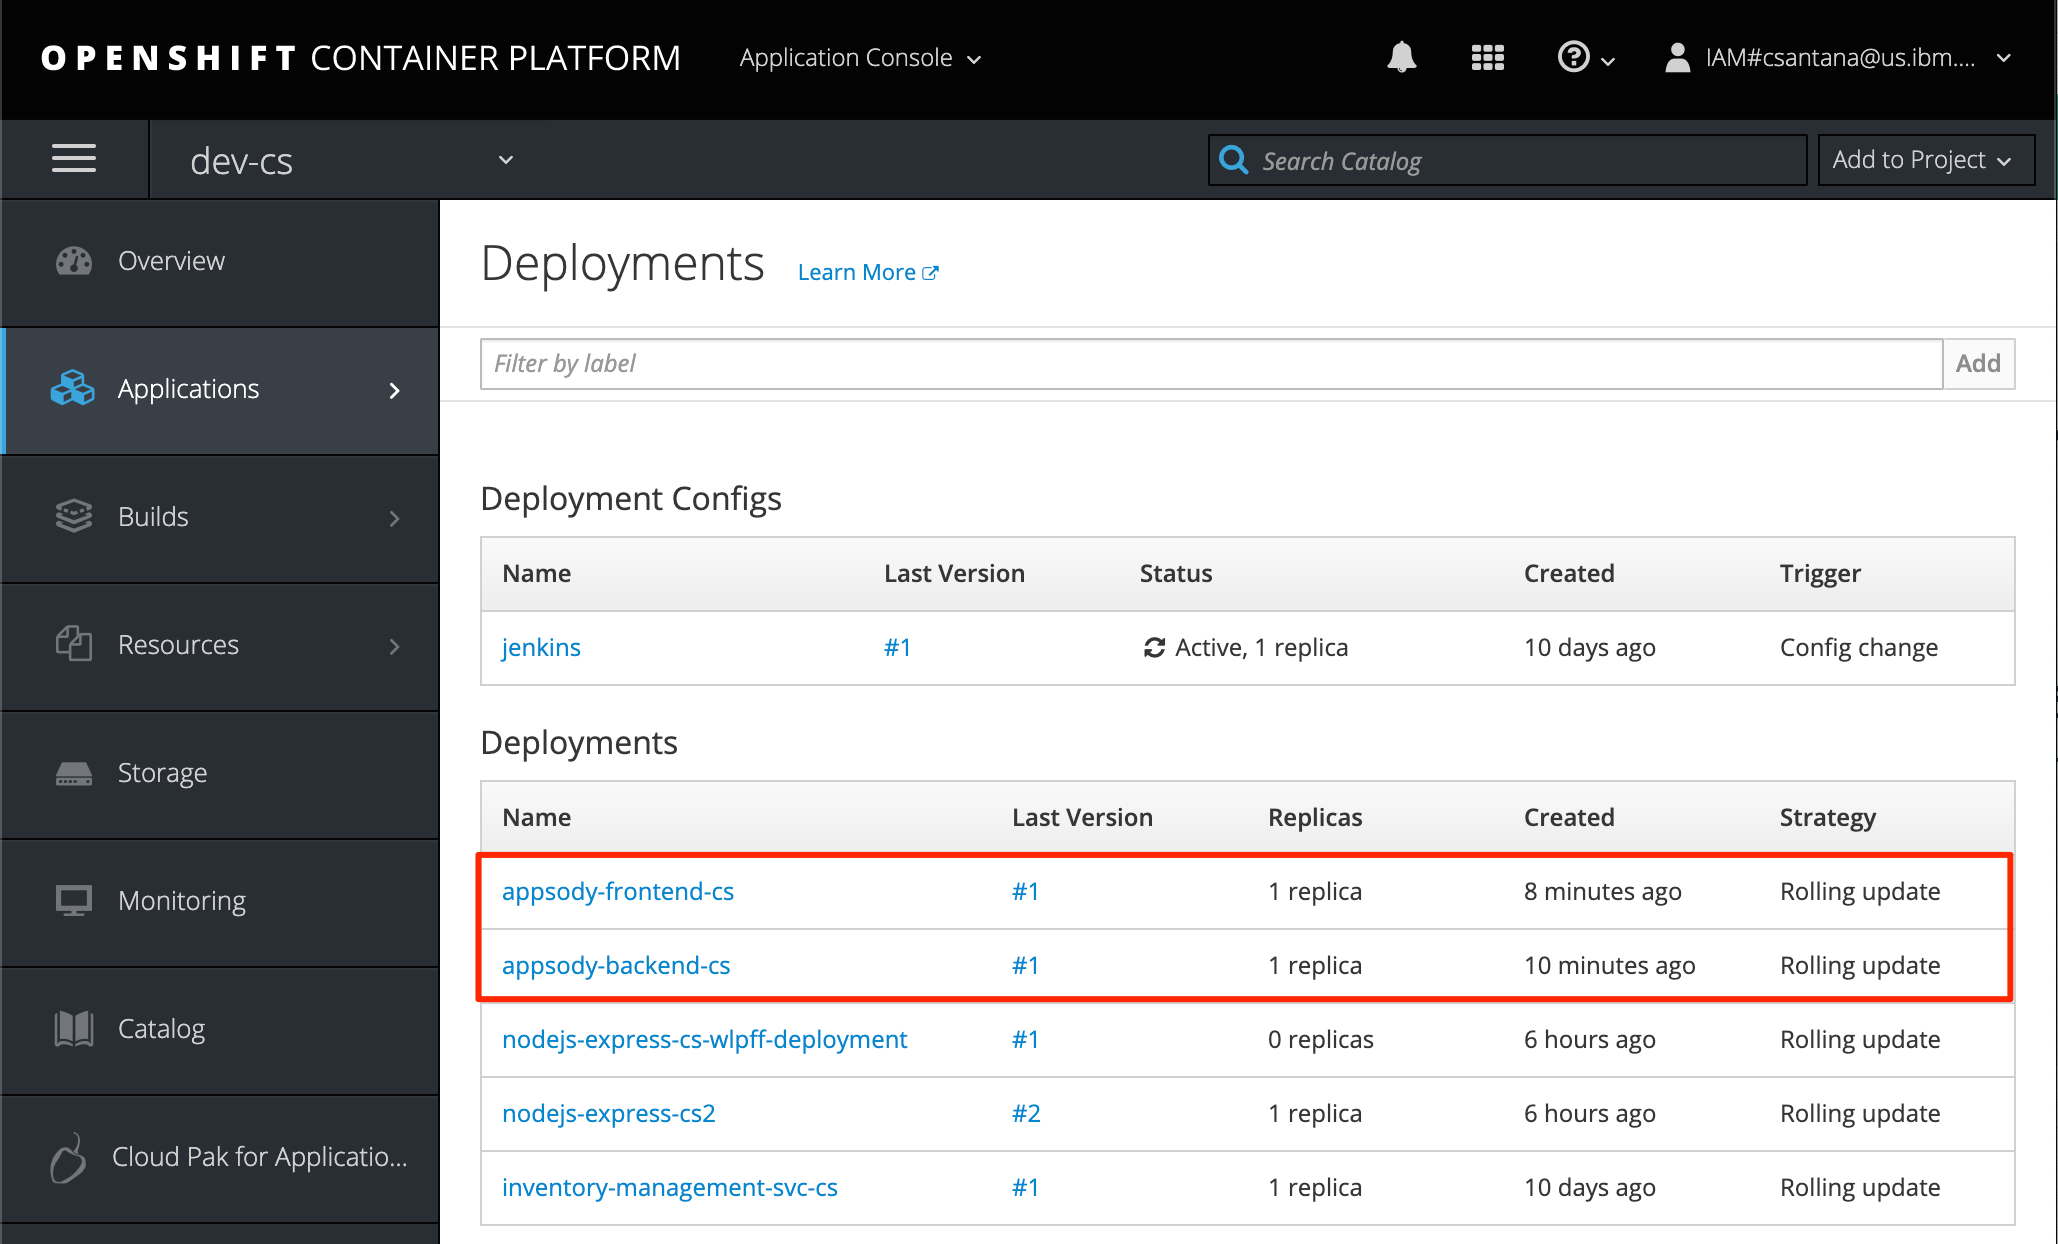 OPENSHIFT CONTAINER PLATFORM Application Console IAM#csantana@us.ibm....
dev-cs Search Catalog Add to Project
Overview
Applications
Builds
Resources
Storage
Monitoring
Catalog
Cloud Pak for Applicatio...
Deployments Learn More
Filter by label Add
Deployment Configs
Name Last Version Status Created Trigger
jenkins #1 Active, 1 replica 10 days ago Config change
Deployments
Name Last Version Replicas Created Strategy
appsody-frontend-cs #1 1 replica 8 minutes ago Rolling update
appsody-backend-cs #1 1 replica 10 minutes ago Rolling update
nodejs-express-cs-wlpff-deployment #1 0 replicas 6 hours ago Rolling update
nodejs-express-cs2 #2 1 replica 6 hours ago Rolling update
inventory-management-svc-cs #1 1 replica 10 days ago Rolling update